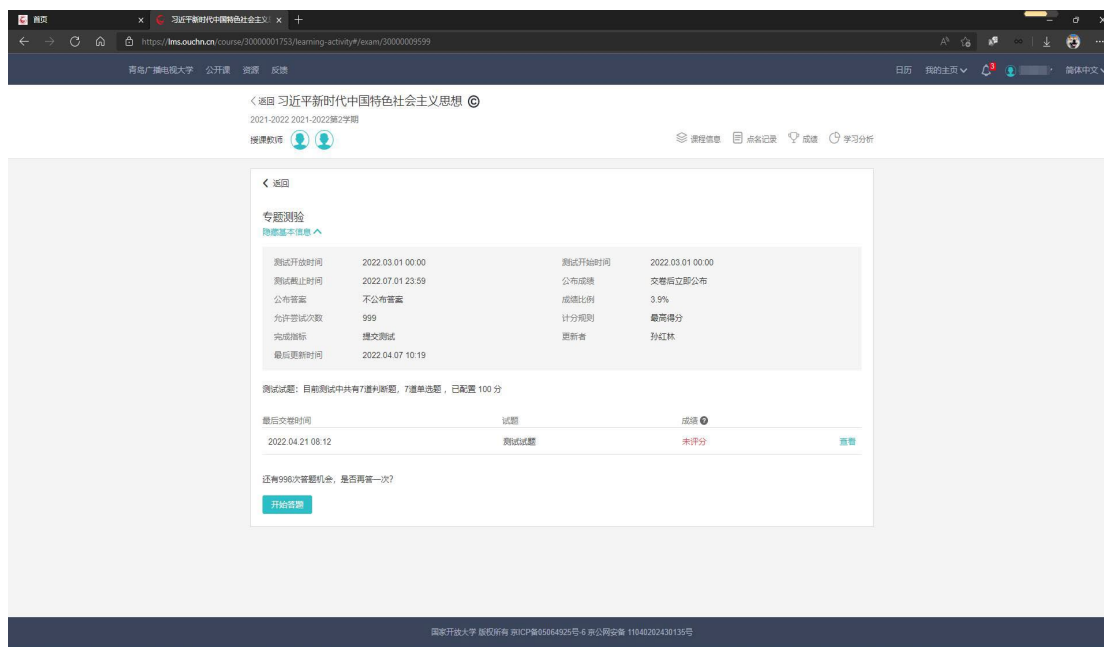 首页
习近平新时代中国特色社会主义
https://lms.ouchn.cn/course/30000001753/learning-activity#/exam/30000009599
青岛广播电视大学 公开课 资源 反馈 日历 我的主页 3 简体中文
返回 习近平新时代中国特色社会主义思想 ©
2021-2022 2021-2022第2学期
授课教师 课程信息 点名记录 成绩 学习分析
返回
专题测验
隐藏基本信息
测试开放时间 2022.03.01 00:00 测试开始时间 2022.03.01 00:00
测试截止时间 2022.07.01 23:59 公布成绩 交卷后立即公布
公布答案 不公布答案 成绩比例 3.9%
允许尝试次数 999 计分规则 最高得分
完成指标 提交测试 更新者 孙红林
最后更新时间 2022.04.07 10:19
测试试题：目前测试中共有7道判断题，7道单选题，已配置 100 分
最后交卷时间 试题 成绩
2022.04.21 08:12 测试试题 未评分 查看
还有998次答题机会，是否再答一次？
开始答题
国家开放大学 版权所有 京ICP备05064925号-6 京公网安备 11040202430135号